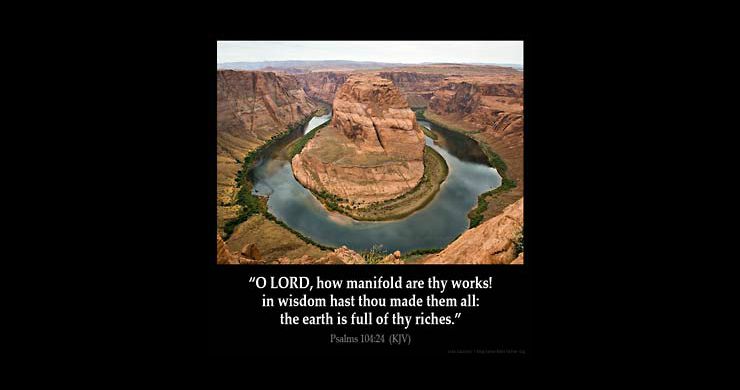 “O LORD, how manifold are thy works!
in wisdom hast thou made them all:
the earth is full of thy riches.”
Psalms 104:24 (KJV)